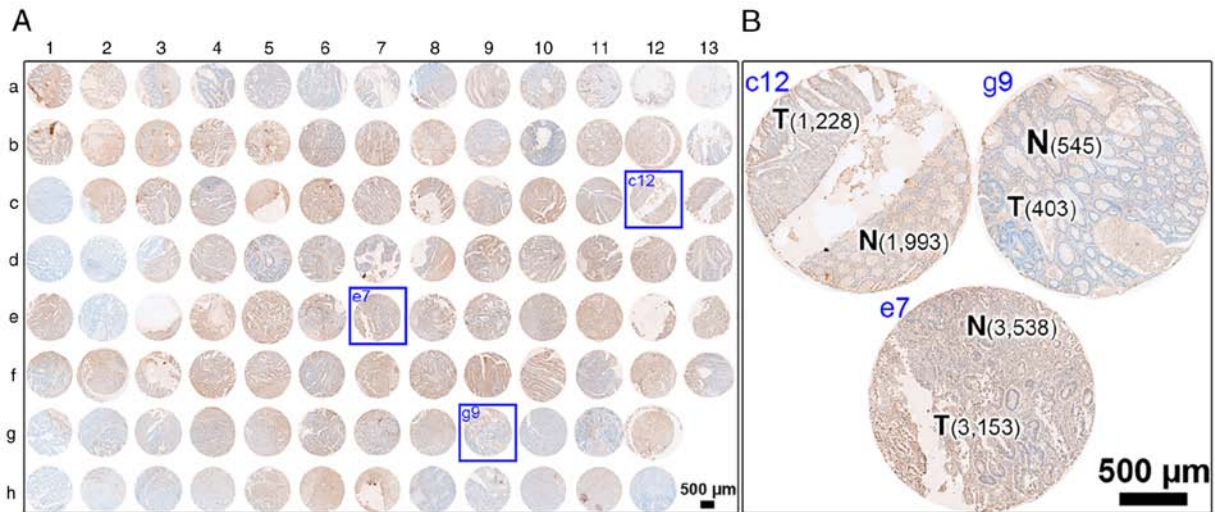 A
1 2 3 4 5 6 7 8 9 10 11 12 13
a
b
c
d
e
f
g
h
c12
e7
g9
500 µm
B
c12
T(1,228)
N(1,993)
g9
N(545)
T(403)
e7
N(3,538)
T(3,153)
500 µm